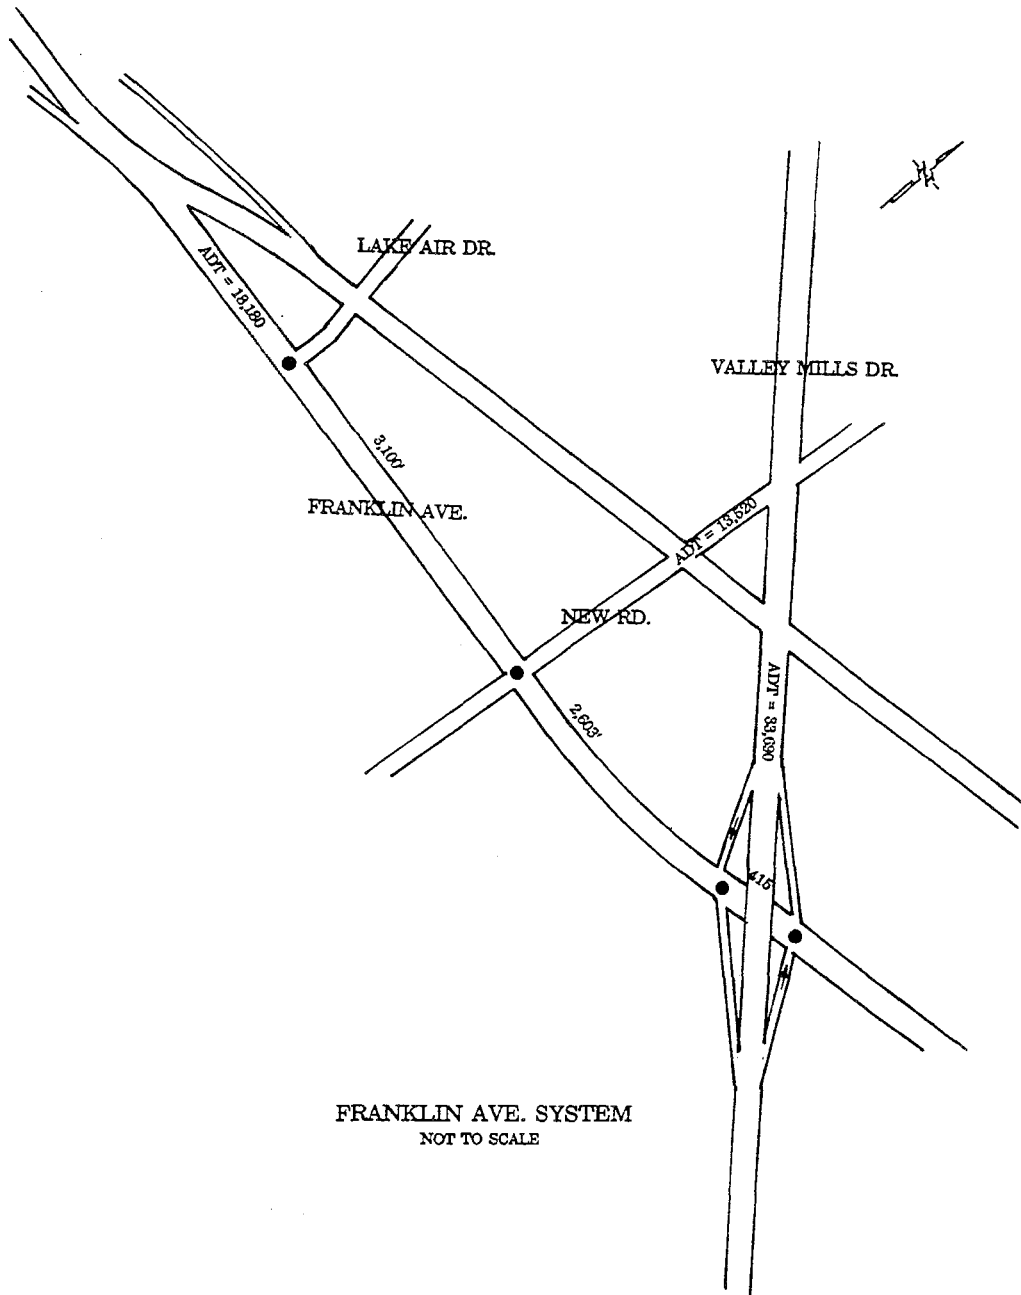 LAKE AIR DR.
ADT = 18,180
VALLEY MILLS DR.
3,100'
FRANKLIN AVE.
ADT = 13,520
NEW RD.
ADT = 33,690
2,603'
415'
FRANKLIN AVE. SYSTEM
NOT TO SCALE